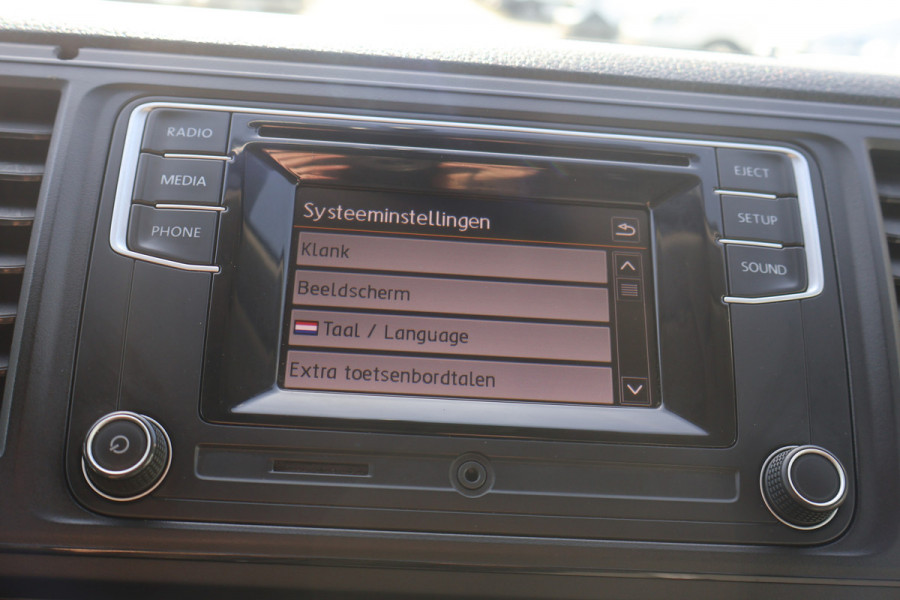 RADIO
MEDIA
PHONE
Systeeminstellingen
Klank
Beeldscherm
Taal / Language
Extra toetsenbordtalen
EJECT
SETUP
SOUND